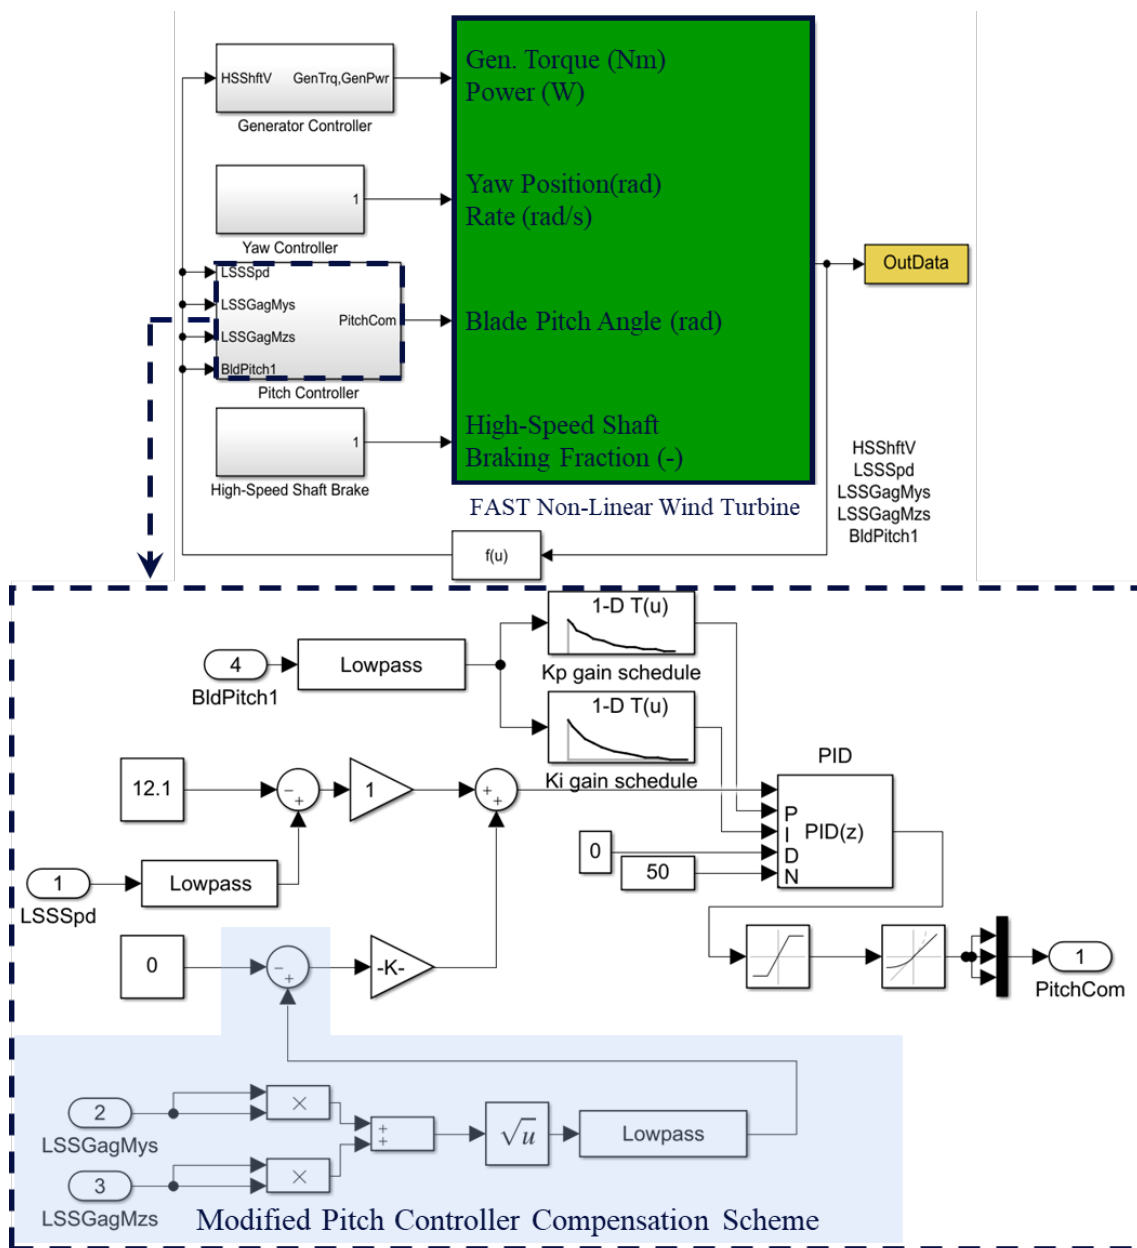 HSShftV
GenTrq,GenPwr
Generator Controller
Gen. Torque (Nm)
Power (W)
1
Yaw Controller
Yaw Position(rad)
Rate (rad/s)
LSSSpd
LSSGagMys
LSSGagMzs
BldPitch1
PitchCom
Pitch Controller
Blade Pitch Angle (rad)
OutData
1
High-Speed Shaft Brake
High-Speed Shaft
Braking Fraction (-)
FAST Non-Linear Wind Turbine
HSShftV
LSSSpd
LSSGagMys
LSSGagMzs
BldPitch1
f(u)
4
BldPitch1
Lowpass
1-D T(u)
Kp gain schedule
1-D T(u)
Ki gain schedule
12.1
−
+
1
+
+
PID
P
I
D
N
PID(z)
0
50
1
LSSSpd
Lowpass
0
−
+
-K-
1
PitchCom
2
LSSGagMys
×
+
+
√u
Lowpass
3
LSSGagMzs
×
Modified Pitch Controller Compensation Scheme